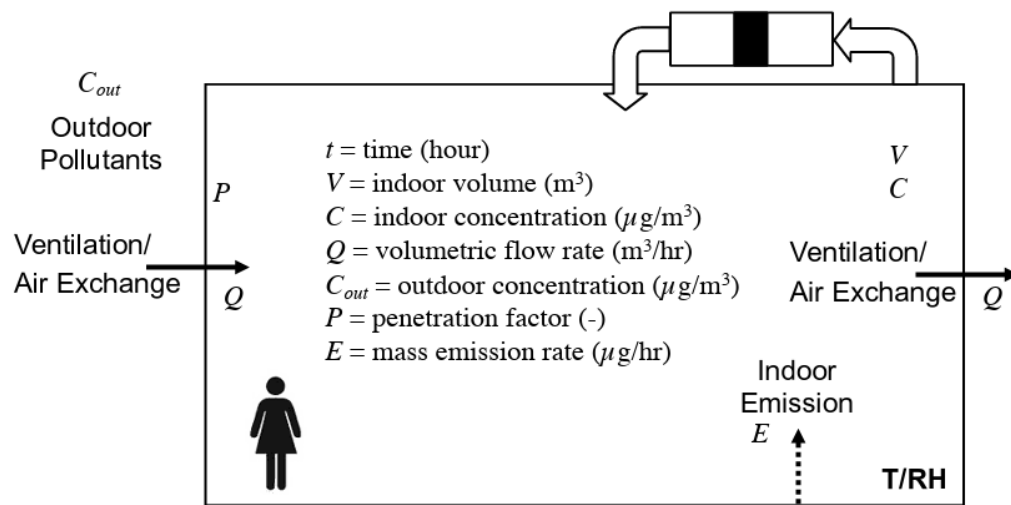 C_out
Outdoor
Pollutants
P
Ventilation/
Air Exchange
Q
t = time (hour)
V = indoor volume (m³)
C = indoor concentration (μg/m³)
Q = volumetric flow rate (m³/hr)
C_out = outdoor concentration (μg/m³)
P = penetration factor (-)
E = mass emission rate (μg/hr)
V
C
Ventilation/
Air Exchange
Q
Indoor
Emission
E
T/RH